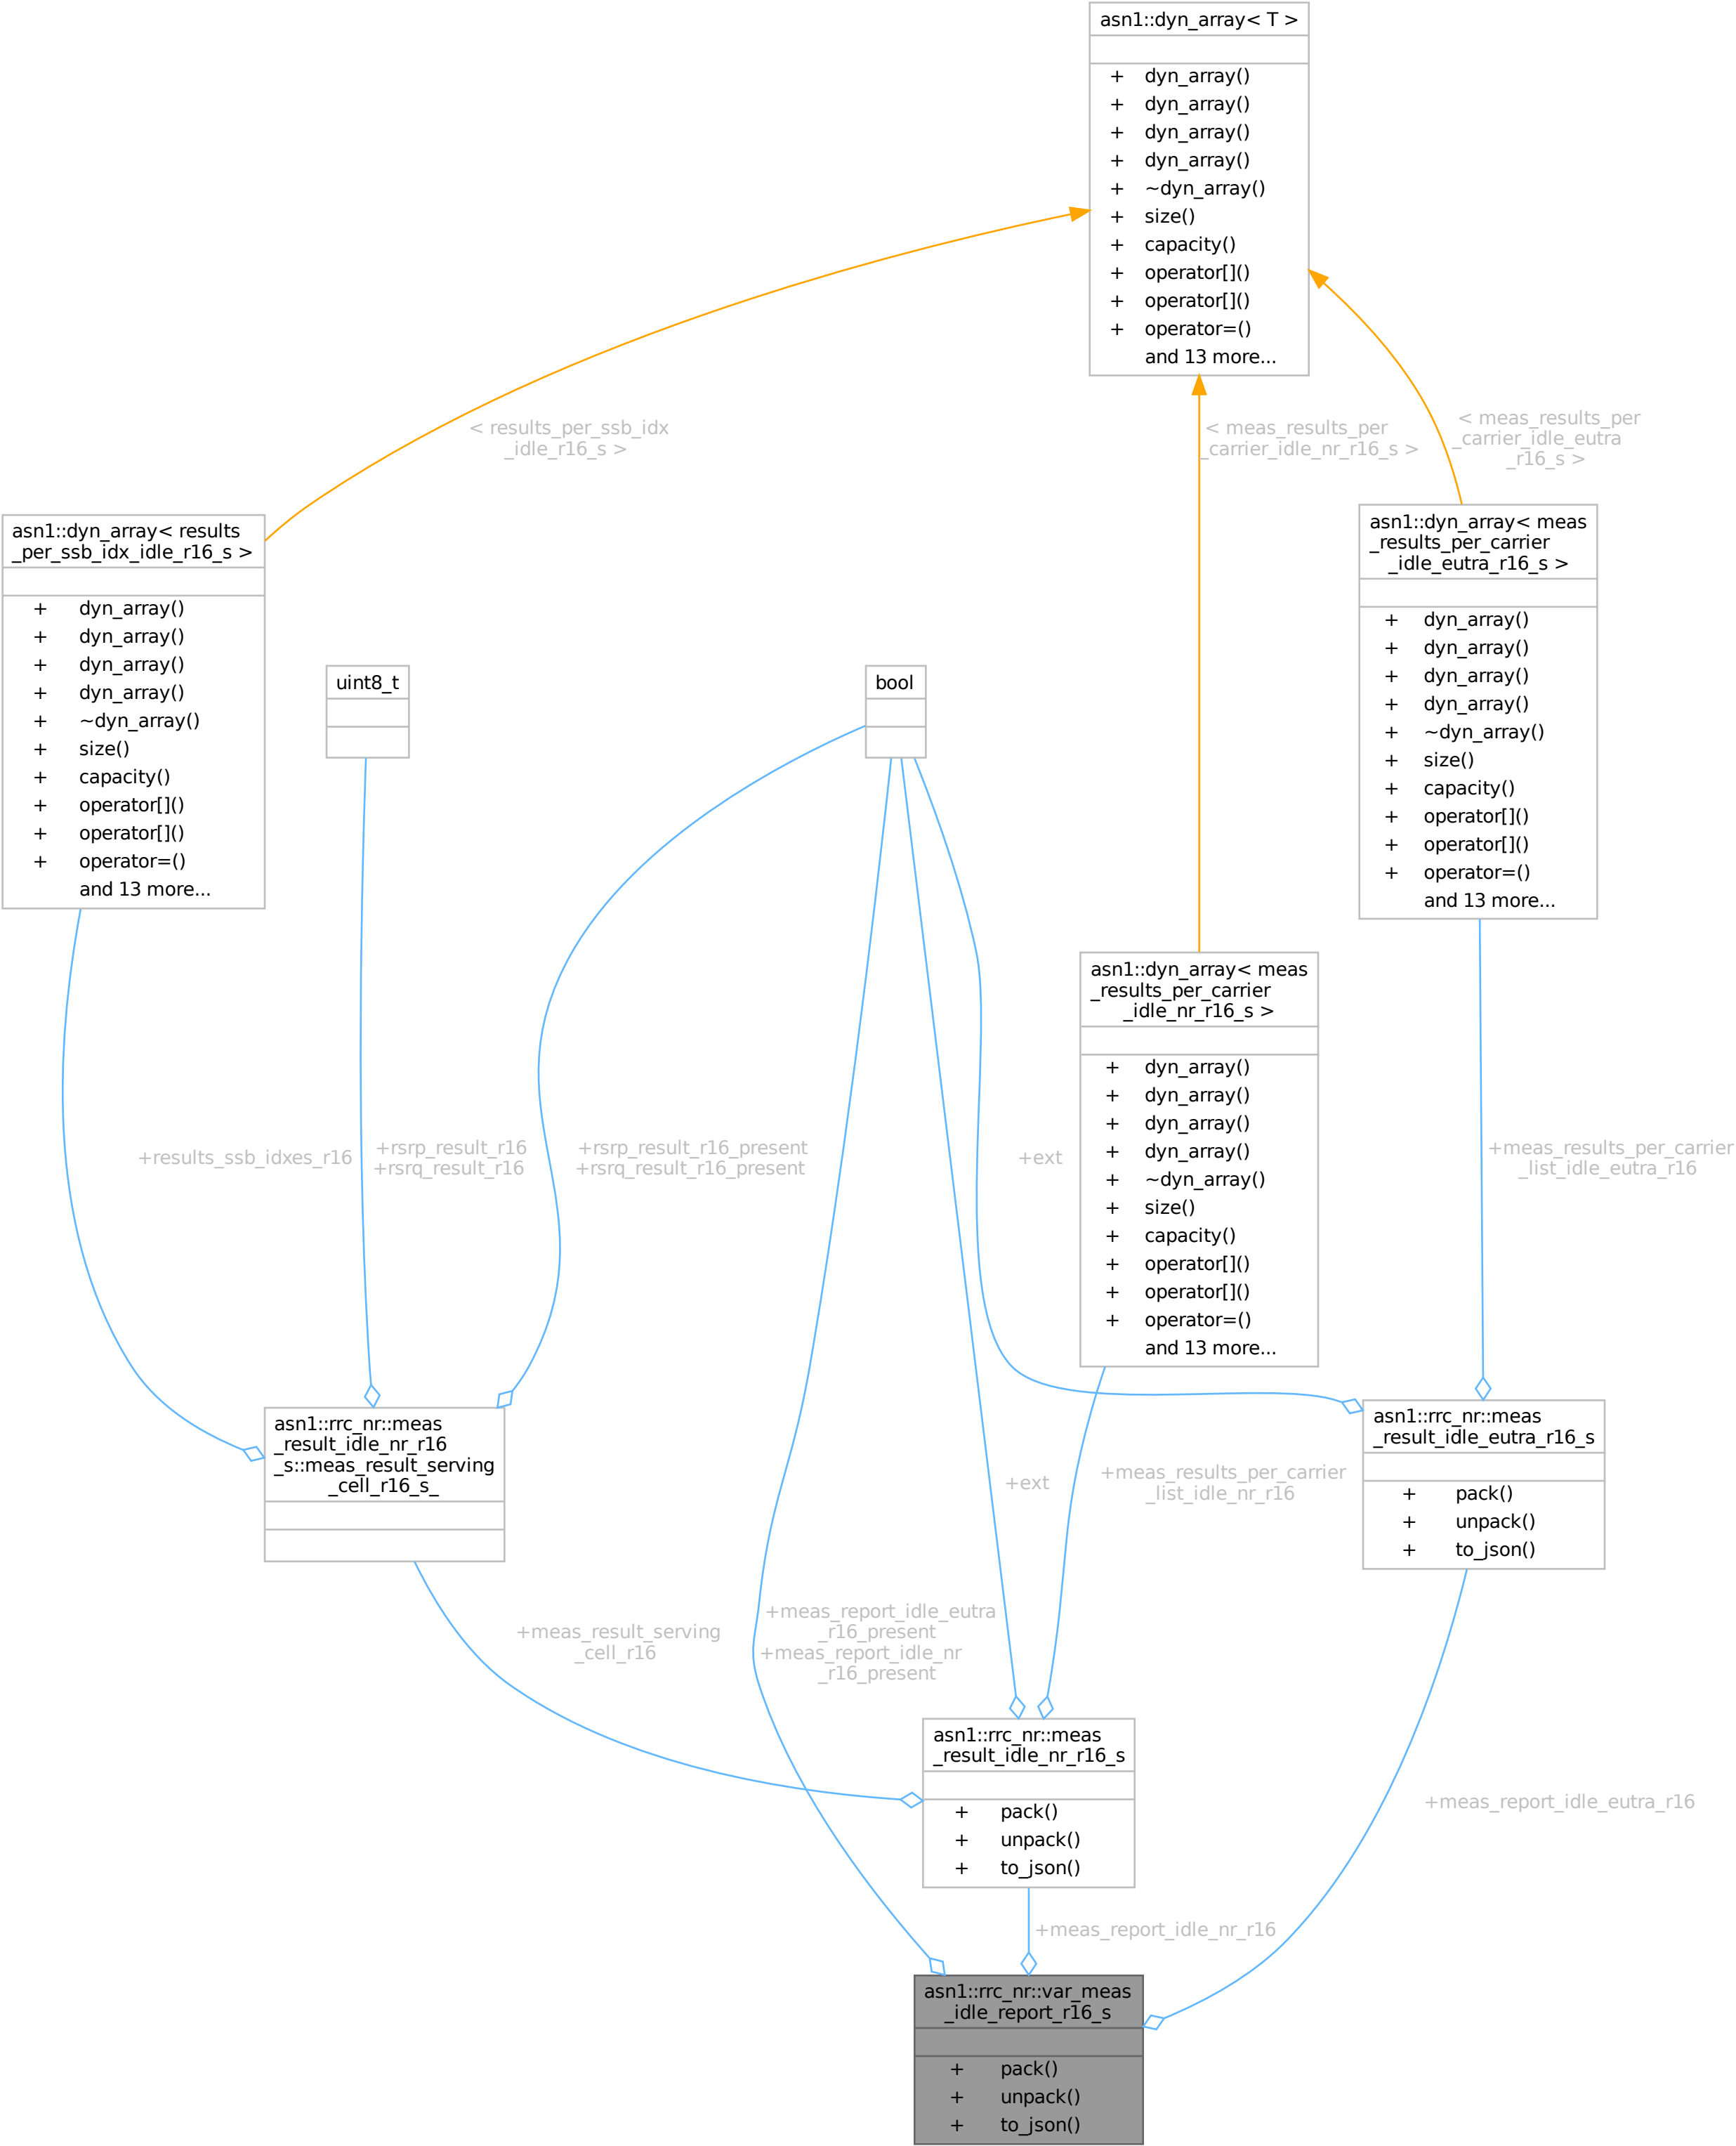 asn1::dyn_array< T >
+ dyn_array()
+ dyn_array()
+ dyn_array()
+ dyn_array()
+ ~dyn_array()
+ size()
+ capacity()
+ operator[]()
+ operator[]()
+ operator=()
and 13 more...
< results_per_ssb_idx
_idle_r16_s >
< meas_results_per
_carrier_idle_nr_r16_s >
< meas_results_per
_carrier_idle_eutra
_r16_s >
asn1::dyn_array< results
_per_ssb_idx_idle_r16_s >
+ dyn_array()
+ dyn_array()
+ dyn_array()
+ dyn_array()
+ ~dyn_array()
+ size()
+ capacity()
+ operator[]()
+ operator[]()
+ operator=()
and 13 more...
uint8_t
bool
asn1::dyn_array< meas
_results_per_carrier
_idle_eutra_r16_s >
+ dyn_array()
+ dyn_array()
+ dyn_array()
+ dyn_array()
+ ~dyn_array()
+ size()
+ capacity()
+ operator[]()
+ operator[]()
+ operator=()
and 13 more...
asn1::dyn_array< meas
_results_per_carrier
_idle_nr_r16_s >
+ dyn_array()
+ dyn_array()
+ dyn_array()
+ dyn_array()
+ ~dyn_array()
+ size()
+ capacity()
+ operator[]()
+ operator[]()
+ operator=()
and 13 more...
+results_ssb_idxes_r16
+rsrp_result_r16
+rsrq_result_r16
+rsrp_result_r16_present
+rsrq_result_r16_present
+ext
+meas_results_per_carrier
_list_idle_eutra_r16
asn1::rrc_nr::meas
_result_idle_nr_r16
_s::meas_result_serving
_cell_r16_s_
+ext
+meas_results_per_carrier
_list_idle_nr_r16
asn1::rrc_nr::meas
_result_idle_eutra_r16_s
+ pack()
+ unpack()
+ to_json()
+meas_result_serving
_cell_r16
+meas_report_idle_eutra
_r16_present
+meas_report_idle_nr
_r16_present
asn1::rrc_nr::meas
_result_idle_nr_r16_s
+ pack()
+ unpack()
+ to_json()
+meas_report_idle_eutra_r16
+meas_report_idle_nr_r16
asn1::rrc_nr::var_meas
_idle_report_r16_s
+ pack()
+ unpack()
+ to_json()